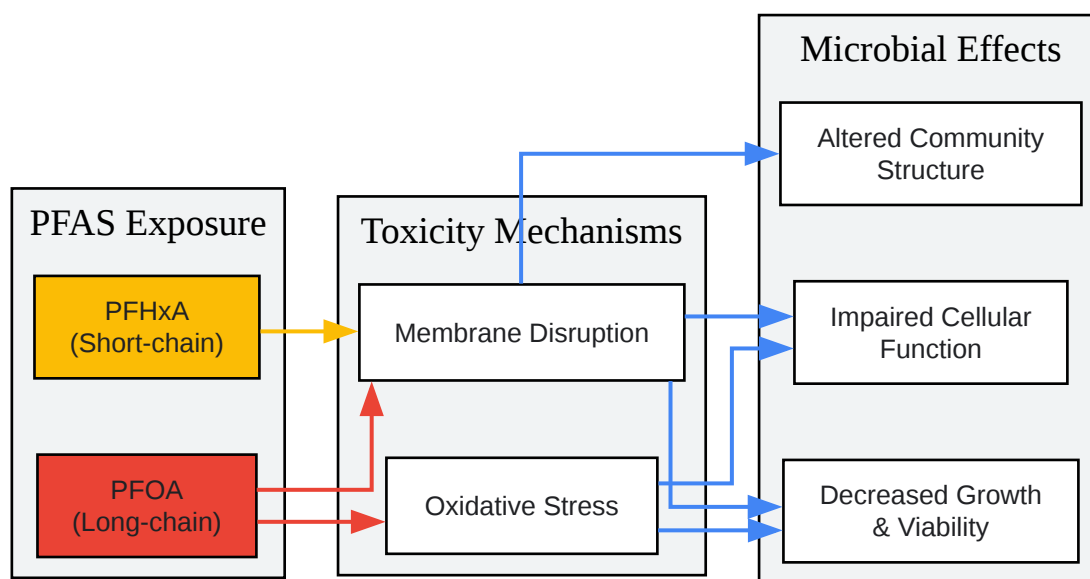 PFAS Exposure
PFHxA
(Short-chain)
PFOA
(Long-chain)
Toxicity Mechanisms
Membrane Disruption
Oxidative Stress
Microbial Effects
Altered Community
Structure
Impaired Cellular
Function
Decreased Growth
& Viability